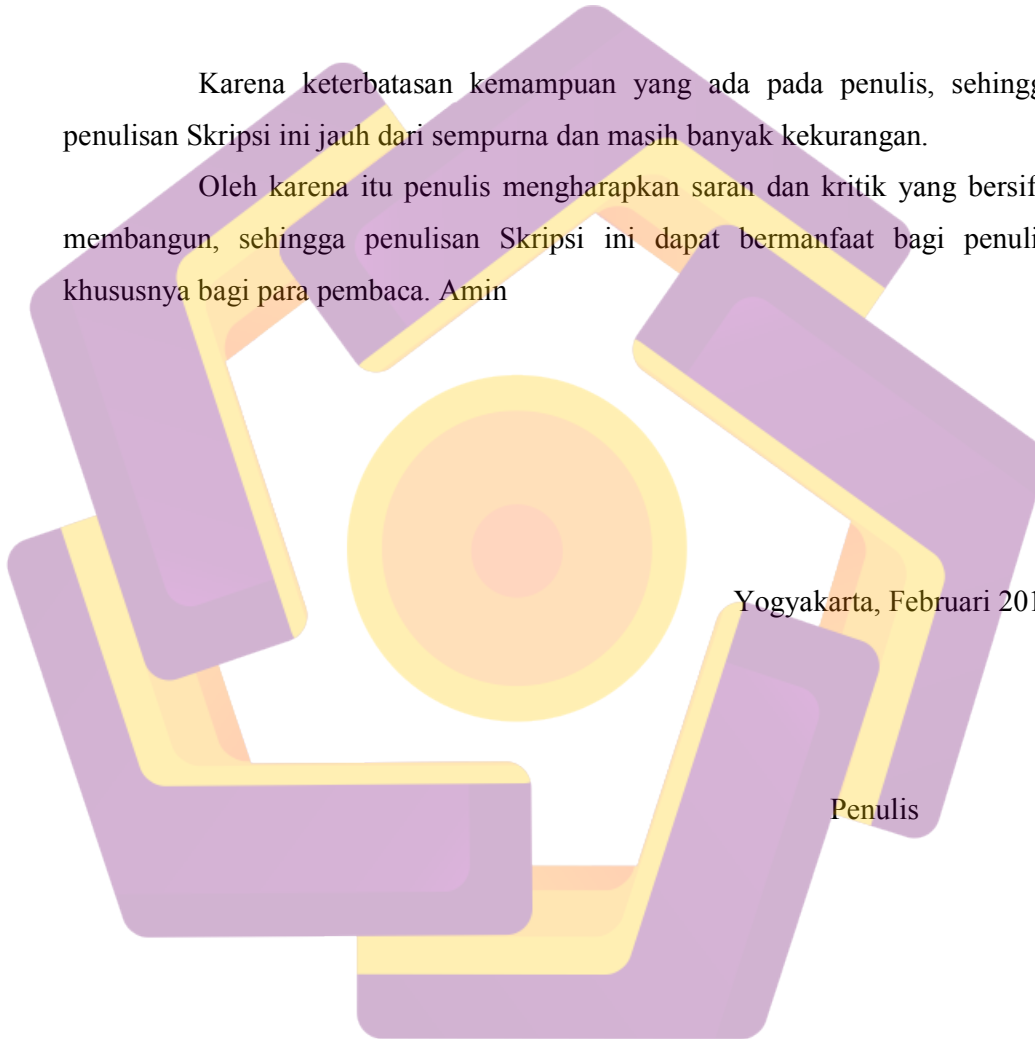 Karena keterbatasan kemampuan yang ada pada penulis, sehingg
penulisan Skripsi ini jauh dari sempurna dan masih banyak kekurangan.
Oleh karena itu penulis mengharapkan saran dan kritik yang bersif
membangun, sehingga penulisan Skripsi ini dapat bermanfaat bagi penuli
khususnya bagi para pembaca. Amin
Yogyakarta, Februari 201
Penulis